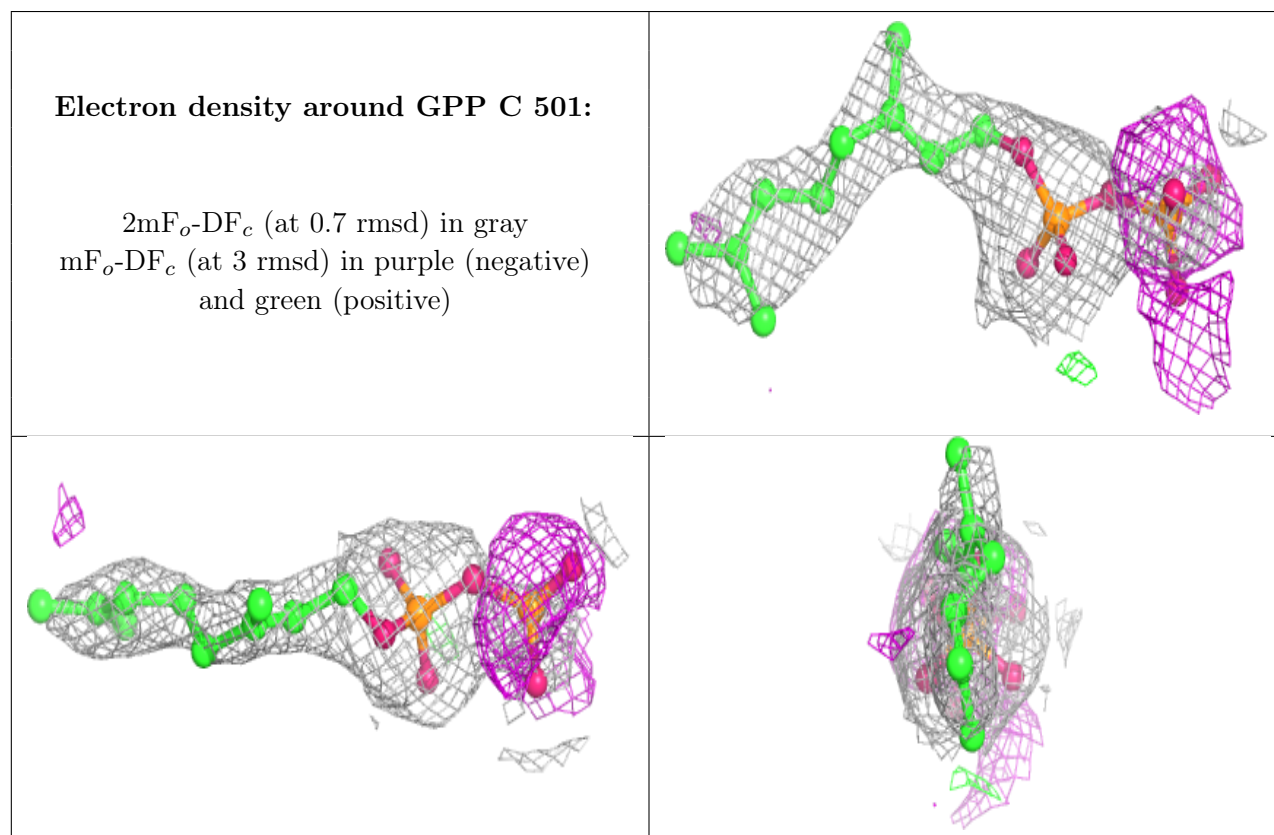 Electron density around GPP C 501:
2mFo-DFc (at 0.7 rmsd) in gray
mFo-DFc (at 3 rmsd) in purple (negative)
and green (positive)